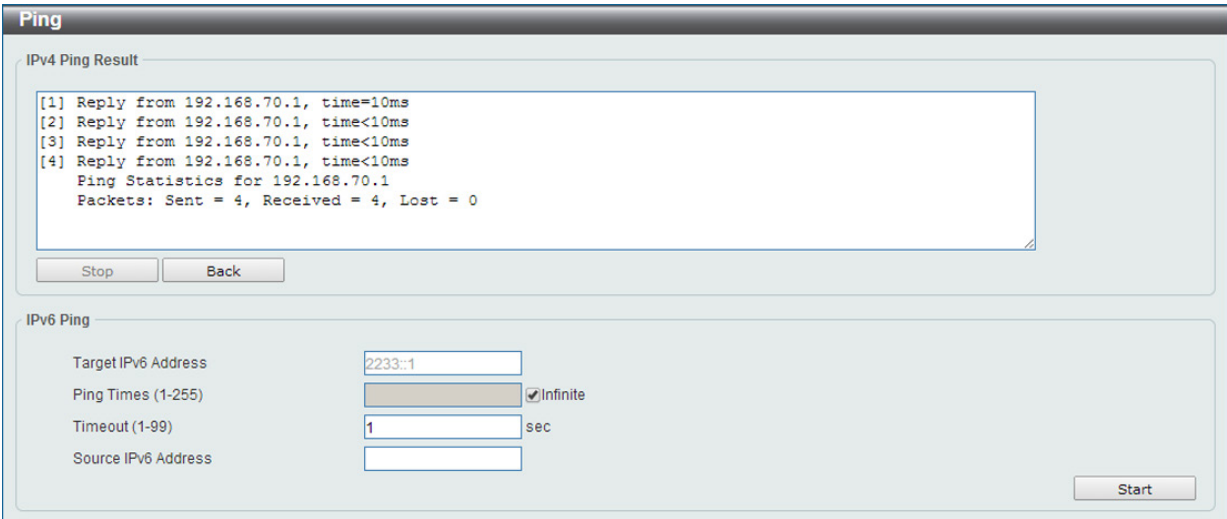 Ping
IPv4 Ping Result
[1] Reply from 192.168.70.1, time=10ms
[2] Reply from 192.168.70.1, time<10ms
[3] Reply from 192.168.70.1, time<10ms
[4] Reply from 192.168.70.1, time<10ms
Ping Statistics for 192.168.70.1
Packets: Sent = 4, Received = 4, Lost = 0
Stop Back
IPv6 Ping
Target IPv6 Address 2233::1
Ping Times (1-255) Infinite
Timeout (1-99) 1 sec
Source IPv6 Address
Start